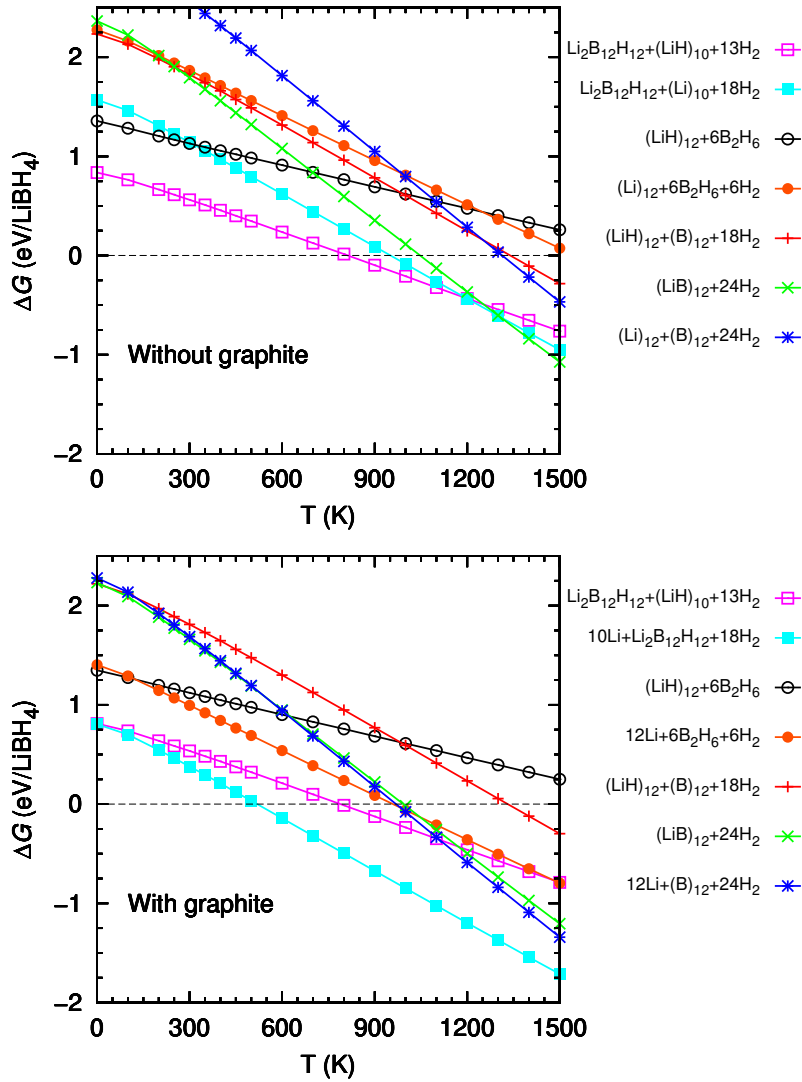 2
1
0
−1
−2
0
300
600
900
1200
1500
T (K)
ΔG (eV/LiBH₄)
Without graphite
Li₂B₁₂H₁₂+(LiH)₁₀+13H₂
Li₂B₁₂H₁₂+(Li)₁₀+18H₂
(LiH)₁₂+6B₂H₆
(Li)₁₂+6B₂H₆+6H₂
(LiH)₁₂+(B)₁₂+18H₂
(LiB)₁₂+24H₂
(Li)₁₂+(B)₁₂+24H₂
2
1
0
−1
−2
0
300
600
900
1200
1500
T (K)
ΔG (eV/LiBH₄)
With graphite
Li₂B₁₂H₁₂+(LiH)₁₀+13H₂
10Li+Li₂B₁₂H₁₂+18H₂
(LiH)₁₂+6B₂H₆
12Li+6B₂H₆+6H₂
(LiH)₁₂+(B)₁₂+18H₂
(LiB)₁₂+24H₂
12Li+(B)₁₂+24H₂